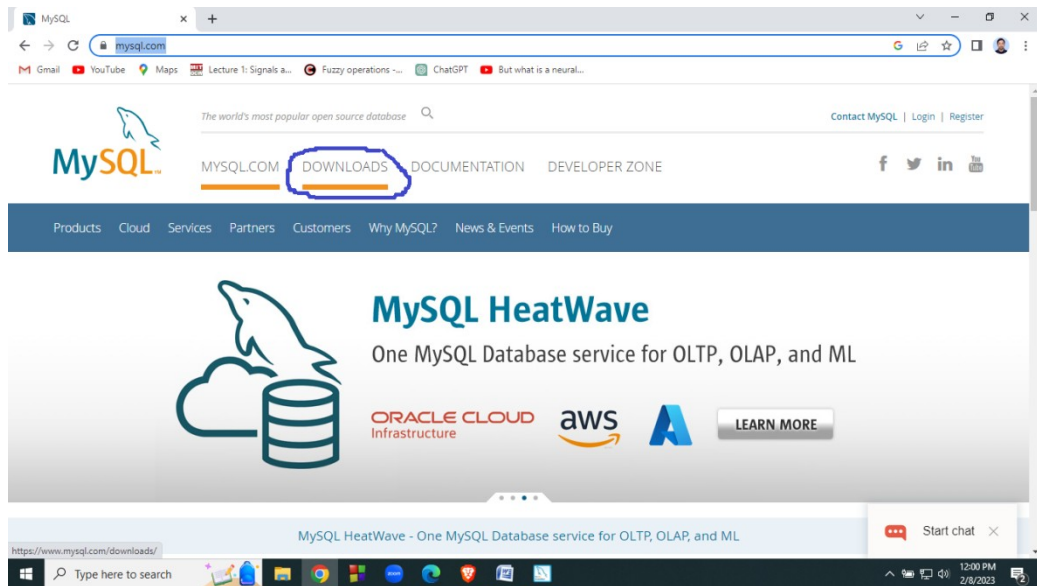 MySQL
mysql.com
Gmail YouTube Maps Lecture 1: Signals a... Fuzzy operations -... ChatGPT But what is a neural...
The world's most popular open source database
Contact MySQL | Login | Register
MySQL
MYSQL.COM DOWNLOADS DOCUMENTATION DEVELOPER ZONE
Products Cloud Services Partners Customers Why MySQL? News & Events How to Buy
MySQL HeatWave
One MySQL Database service for OLTP, OLAP, and ML
ORACLE CLOUD
Infrastructure
aws
LEARN MORE
MySQL HeatWave - One MySQL Database service for OLTP, OLAP, and ML
Start chat
https://www.mysql.com/downloads/
Type here to search
12:00 PM
2/8/2023